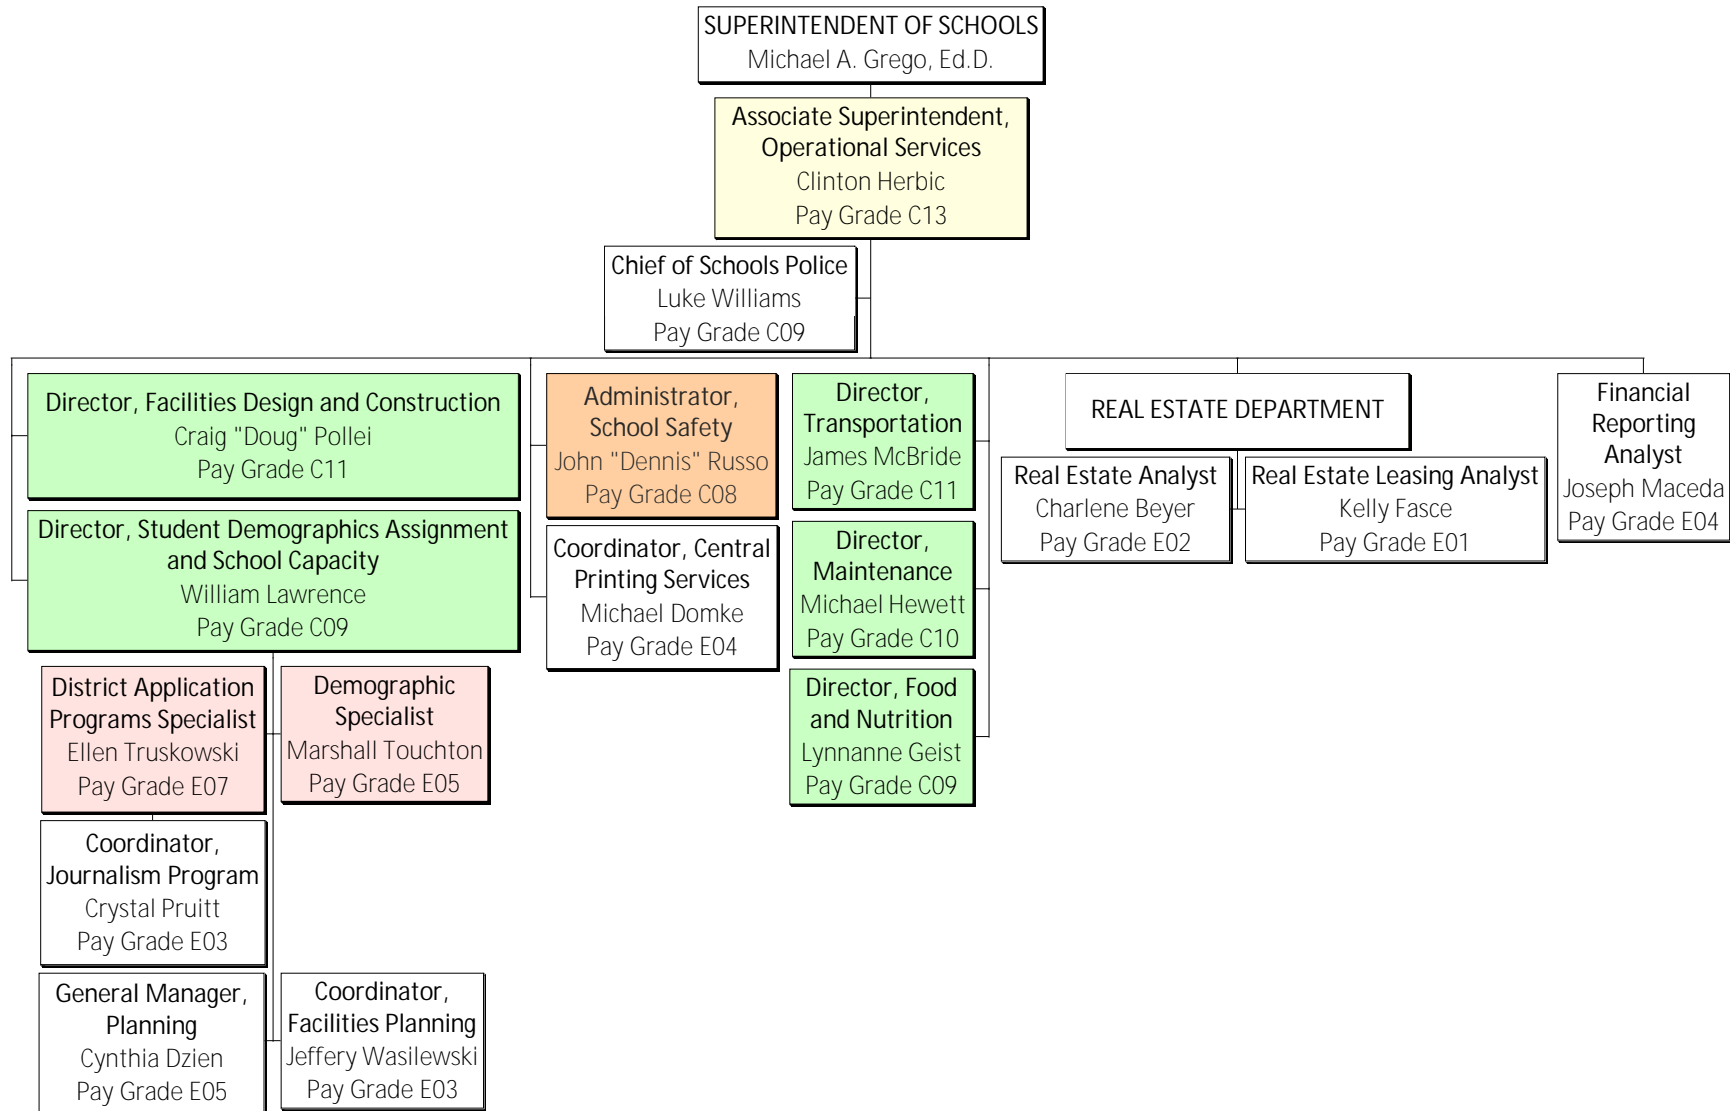 SUPERINTENDENT OF SCHOOLS
Michael A. Grego, Ed.D.
Associate Superintendent,
Operational Services
Clinton Herbic
Pay Grade C13
Chief of Schools Police
Luke Williams
Pay Grade C09
Director, Facilities Design and Construction
Craig "Doug" Pollei
Pay Grade C11
Director, Student Demographics Assignment
and School Capacity
William Lawrence
Pay Grade C09
District Application
Programs Specialist
Ellen Truskowski
Pay Grade E07
Demographic
Specialist
Marshall Touchton
Pay Grade E05
Coordinator,
Journalism Program
Crystal Pruitt
Pay Grade E03
General Manager,
Planning
Cynthia Dzien
Pay Grade E05
Coordinator,
Facilities Planning
Jeffery Wasilewski
Pay Grade E03
Administrator,
School Safety
John "Dennis" Russo
Pay Grade C08
Coordinator, Central
Printing Services
Michael Domke
Pay Grade E04
Director,
Transportation
James McBride
Pay Grade C11
Director,
Maintenance
Michael Hewett
Pay Grade C10
Director, Food
and Nutrition
Lynnanne Geist
Pay Grade C09
REAL ESTATE DEPARTMENT
Real Estate Analyst
Charlene Beyer
Pay Grade E02
Real Estate Leasing Analyst
Kelly Fasce
Pay Grade E01
Financial
Reporting
Analyst
Joseph Maceda
Pay Grade E04